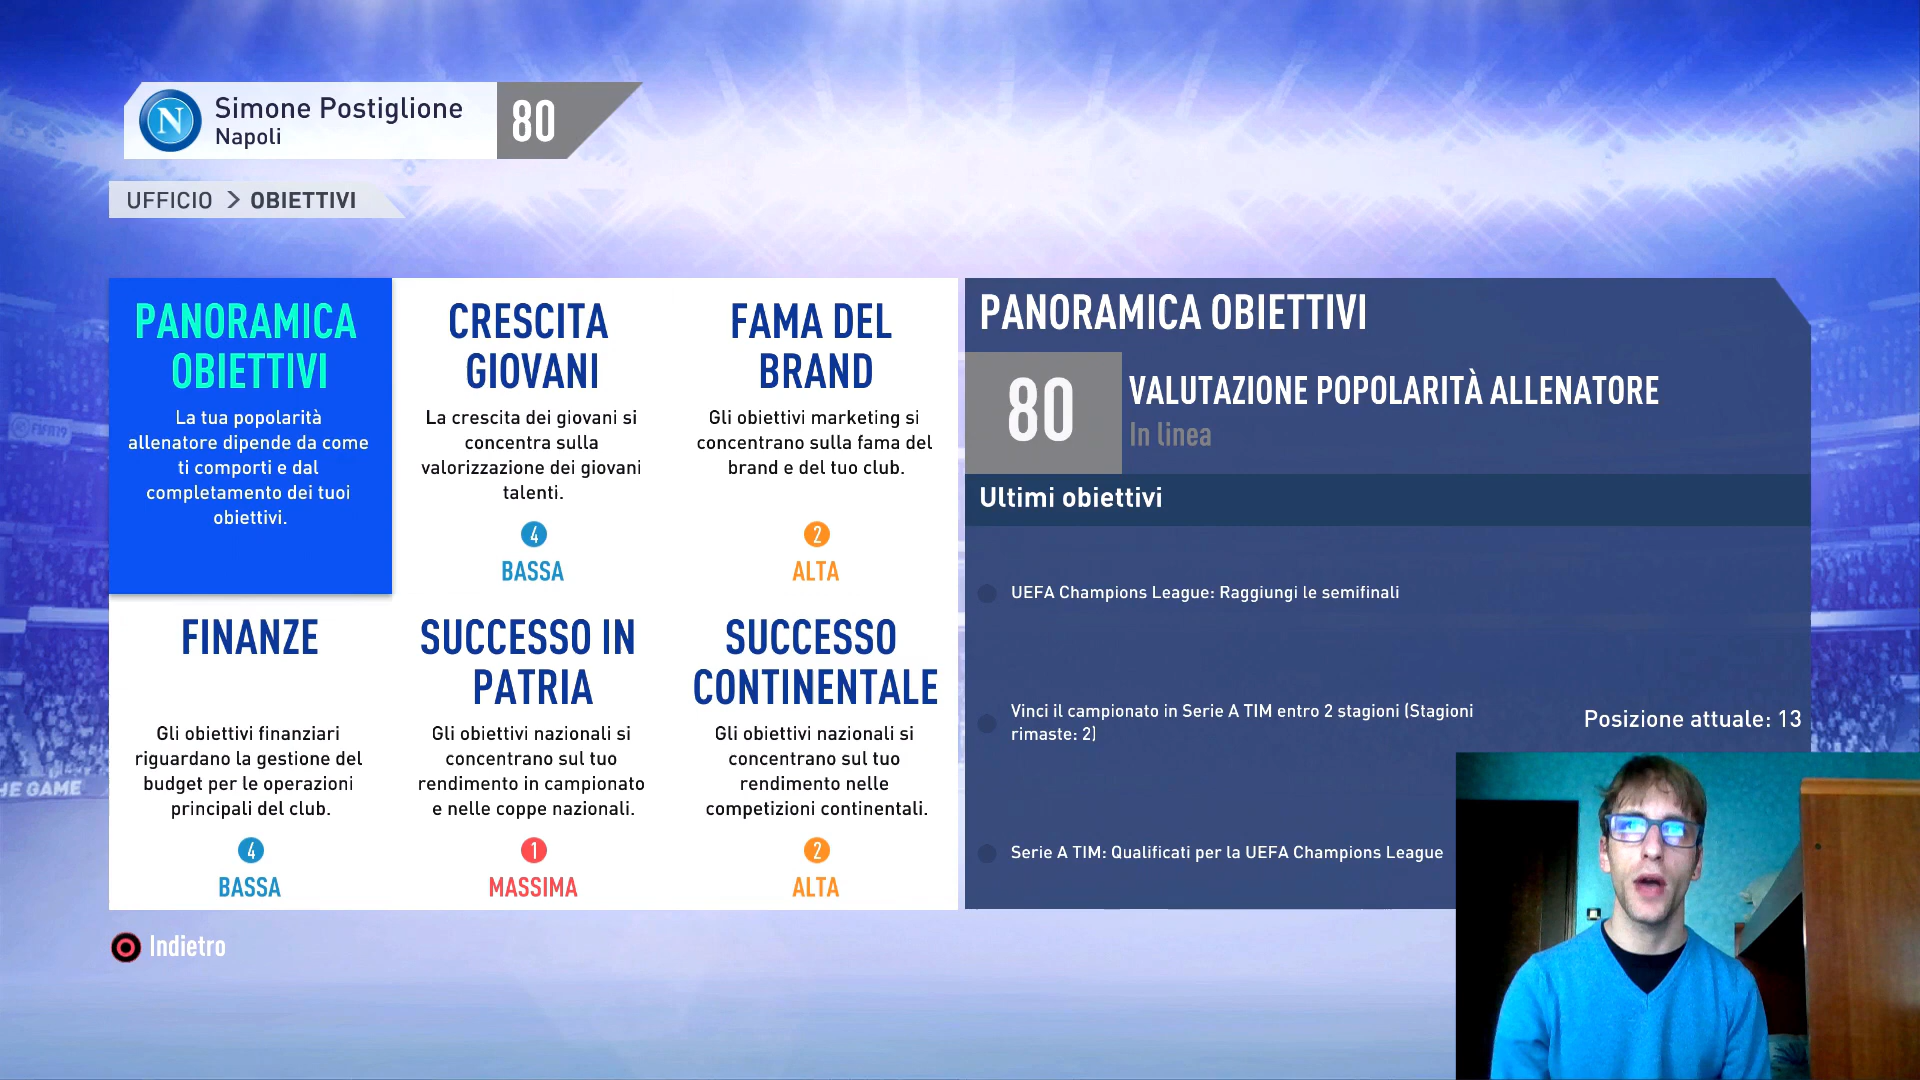 N
Simone Postiglione
Napoli
80
UFFICIO > OBIETTIVI
PANORAMICA
OBIETTIVI
La tua popolarità
allenatore dipende da come
ti comporti e dal
completamento dei tuoi
obiettivi.
CRESCITA
GIOVANI
La crescita dei giovani si
concentra sulla
valorizzazione dei giovani
talenti.
4
BASSA
FAMA DEL
BRAND
Gli obiettivi marketing si
concentrano sulla fama del
brand e del tuo club.
2
ALTA
FINANZE
Gli obiettivi finanziari
riguardano la gestione del
budget per le operazioni
principali del club.
4
BASSA
SUCCESSO IN
PATRIA
Gli obiettivi nazionali si
concentrano sul tuo
rendimento in campionato
e nelle coppe nazionali.
1
MASSIMA
SUCCESSO
CONTINENTALE
Gli obiettivi nazionali si
concentrano sul tuo
rendimento nelle
competizioni continentali.
2
ALTA
PANORAMICA OBIETTIVI
80
VALUTAZIONE POPOLARITÀ ALLENATORE
In linea
Ultimi obiettivi
UEFA Champions League: Raggiungi le semifinali
Vinci il campionato in Serie A TIM entro 2 stagioni (Stagioni
rimaste: 2)
Posizione attuale: 13
Serie A TIM: Qualificati per la UEFA Champions League
Indietro
FIFA19
HE GAME